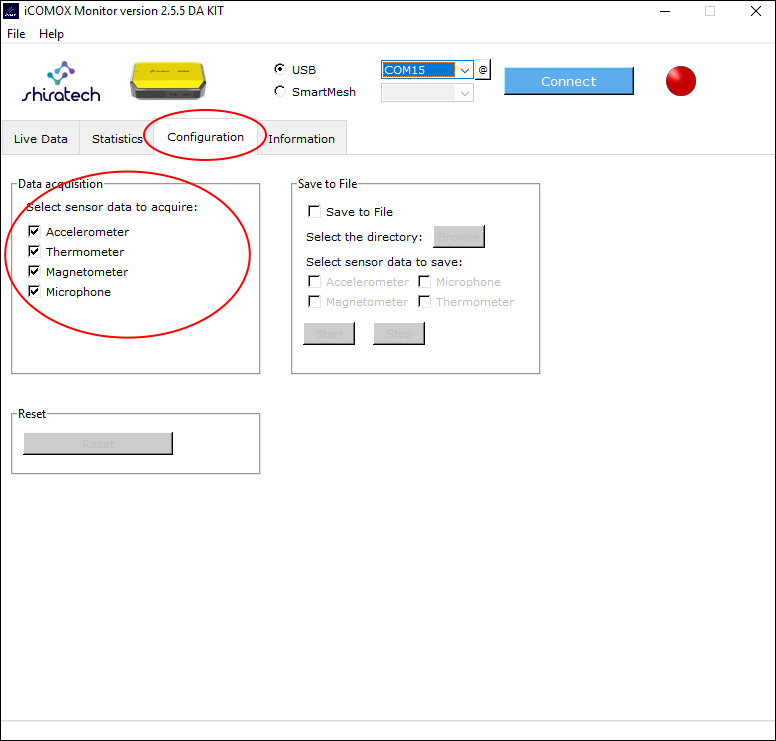 iCOMOX Monitor version 2.5.5 DA KIT
File Help
USB COM15 @ Connect
shiratech SmartMesh
Live Data Statistics Configuration Information
Data acquisition
Select sensor data to acquire:
Accelerometer
Thermometer
Magnetometer
Microphone
Save to File
Save to File
Select the directory: Browse
Select sensor data to save:
Accelerometer Microphone
Magnetometer Thermometer
Start Stop
Reset
Reset